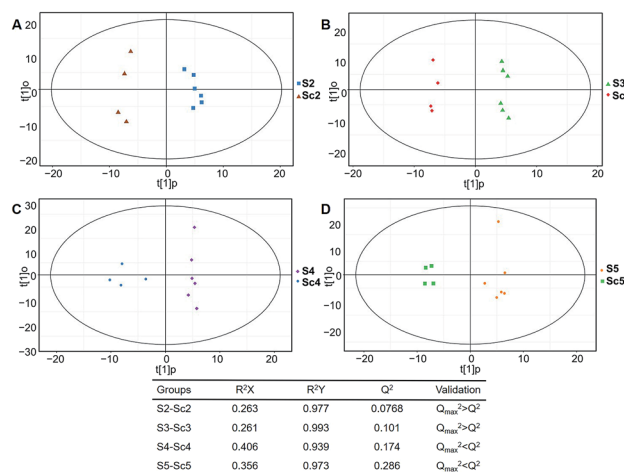 A
20
10
0
−10
−20
t[1]o
−20
−10
0
10
20
t[1]p
S2
Sc2
B
20
10
0
−10
−20
t[1]o
−20
−10
0
10
20
t[1]p
S3
Sc
C
30
20
10
0
−10
−20
−30
t[1]o
−20
−10
0
10
20
t[1]p
S4
Sc4
D
20
10
0
−10
−20
t[1]o
−20
−10
0
10
20
t[1]p
S5
Sc5
Groups R²X R²Y Q² Validation
S2-Sc2 0.263 0.977 0.0768 Qmax²>Q²
S3-Sc3 0.261 0.993 0.101 Qmax²>Q²
S4-Sc4 0.406 0.939 0.174 Qmax²<Q²
S5-Sc5 0.356 0.973 0.286 Qmax²<Q²